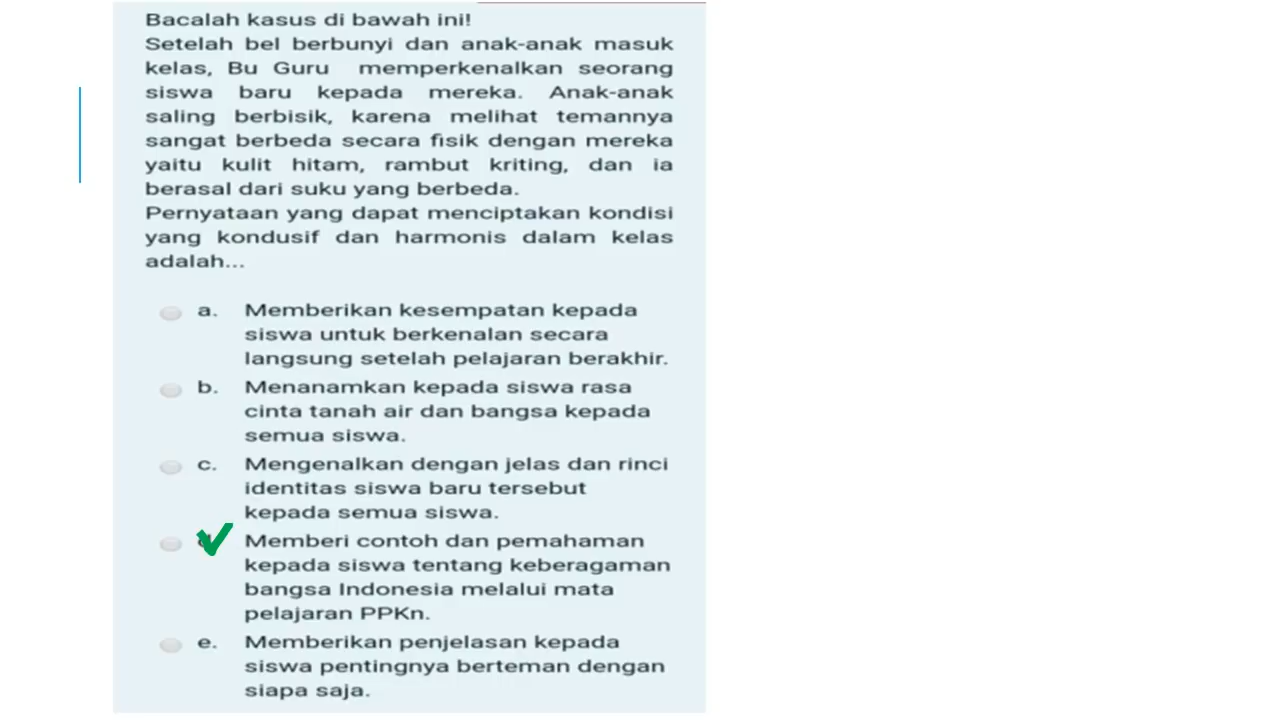 Bacalah kasus di bawah ini!
Setelah bel berbunyi dan anak-anak masuk
kelas, Bu Guru memperkenalkan seorang
siswa baru kepada mereka. Anak-anak
saling berbisik, karena melihat temannya
sangat berbeda secara fisik dengan mereka
yaitu kulit hitam, rambut kriting, dan ia
berasal dari suku yang berbeda.
Pernyataan yang dapat menciptakan kondisi
yang kondusif dan harmonis dalam kelas
adalah...
a. Memberikan kesempatan kepada
siswa untuk berkenalan secara
langsung setelah pelajaran berakhir.
b. Menanamkan kepada siswa rasa
cinta tanah air dan bangsa kepada
semua siswa.
c. Mengenalkan dengan jelas dan rinci
identitas siswa baru tersebut
kepada semua siswa.
Memberi contoh dan pemahaman
kepada siswa tentang keberagaman
bangsa Indonesia melalui mata
pelajaran PPKn.
e. Memberikan penjelasan kepada
siswa pentingnya berteman dengan
siapa saja.